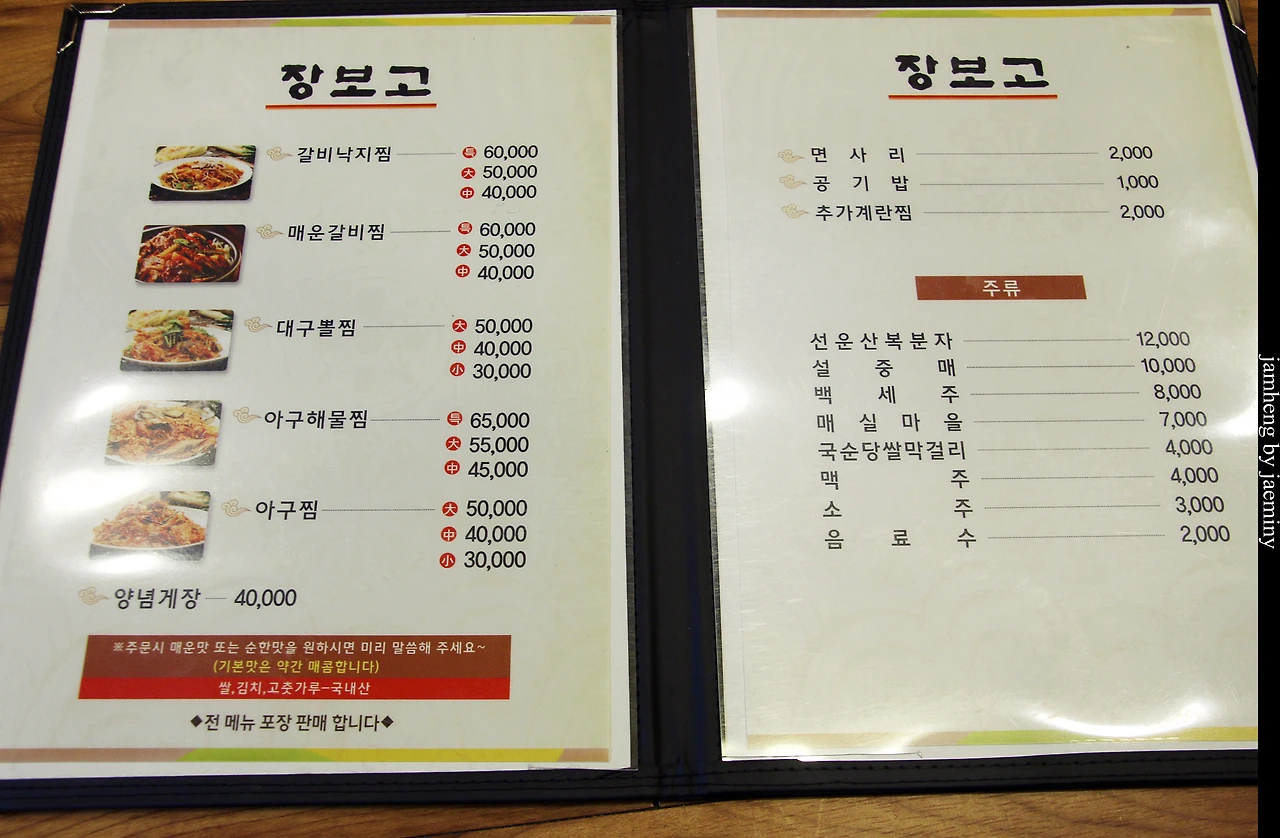 장보고
갈비낙지찜 特 60,000
大 50,000
中 40,000
매운갈비찜 特 60,000
大 50,000
中 40,000
대구뽈찜 大 50,000
中 40,000
小 30,000
아구해물찜 特 65,000
大 55,000
中 45,000
아구찜 大 50,000
中 40,000
小 30,000
양념게장 40,000
※주문시 매운맛 또는 순한맛을 원하시면 미리 말씀해 주세요~
(기본맛은 약간 매콤합니다)
쌀,김치,고춧가루-국내산
◆전 메뉴 포장 판매 합니다◆
장보고
면 사 리 2,000
공 기 밥 1,000
추가계란찜 2,000
주류
선운산복분자 12,000
설 중 매 10,000
백 세 주 8,000
매 실 마 을 7,000
국순당쌀막걸리 4,000
맥 주 4,000
소 주 3,000
음 료 수 2,000
jamheng by jaeminy